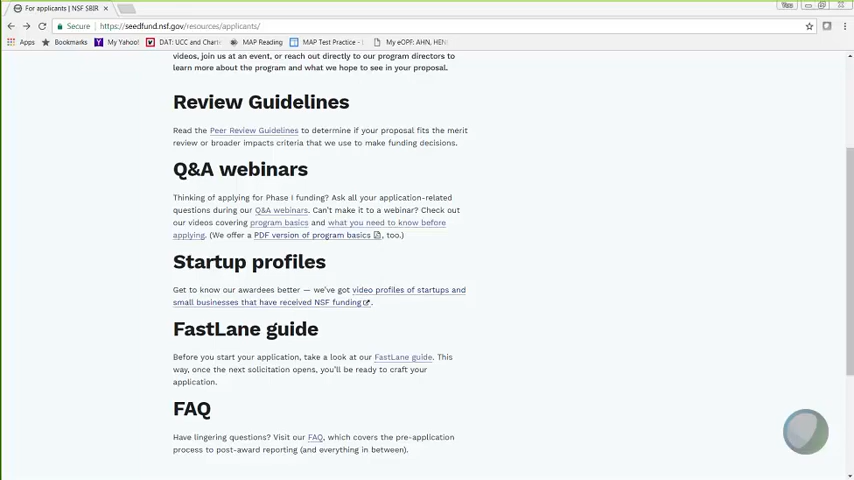 For applicants | NSF SBIR
Secure https://seedfund.nsf.gov/resources/applicants/
Apps Bookmarks My Yahoo! DAT: UCC and Charte MAP Reading MAP Test Practice - L My eOPF: AHN, HENS
videos, join us at an event, or reach out directly to our program directors to
learn more about the program and what we hope to see in your proposal.
Review Guidelines
Read the Peer Review Guidelines to determine if your proposal fits the merit
review or broader impacts criteria that we use to make funding decisions.
Q&A webinars
Thinking of applying for Phase I funding? Ask all your application-related
questions during our Q&A webinars. Can't make it to a webinar? Check out
our videos covering program basics and what you need to know before
applying. (We offer a PDF version of program basics , too.)
Startup profiles
Get to know our awardees better — we've got video profiles of startups and
small businesses that have received NSF funding .
FastLane guide
Before you start your application, take a look at our FastLane guide. This
way, once the next solicitation opens, you'll be ready to craft your
application.
FAQ
Have lingering questions? Visit our FAQ, which covers the pre-application
process to post-award reporting (and everything in between).